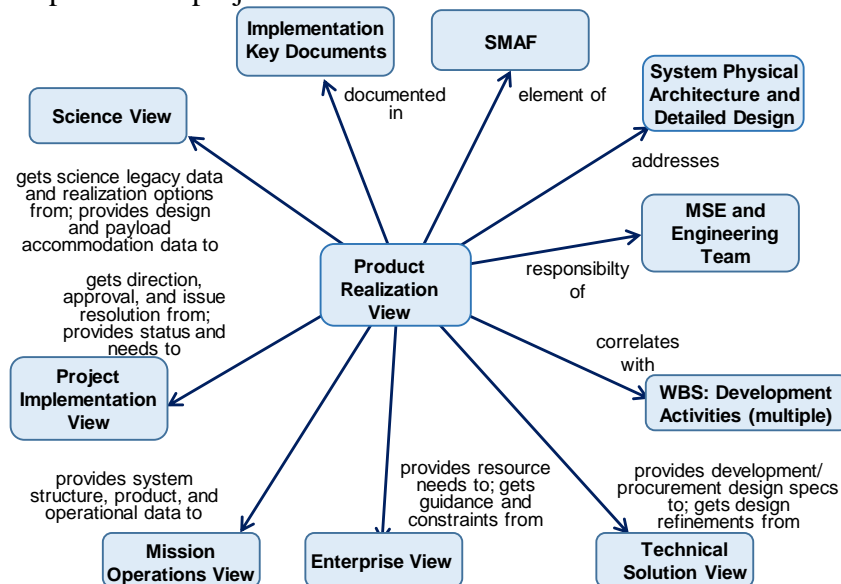 Implementation
Key Documents
SMAF
System Physical
Architecture and
Detailed Design
Science View
documented
in
element of
addresses
gets science legacy data
and realization options
from; provides design
and payload
accommodation data to
MSE and
Engineering
Team
Product
Realization
View
responsibilty
of
gets direction,
approval, and issue
resolution from;
provides status and
needs to
correlates
with
Project
Implementation
View
WBS: Development
Activities (multiple)
provides system
structure, product, and
operational data to
provides resource
needs to; gets
guidance and
constraints from
provides development/
procurement design specs
to; gets design
refinements from
Mission
Operations View
Enterprise View
Technical
Solution View